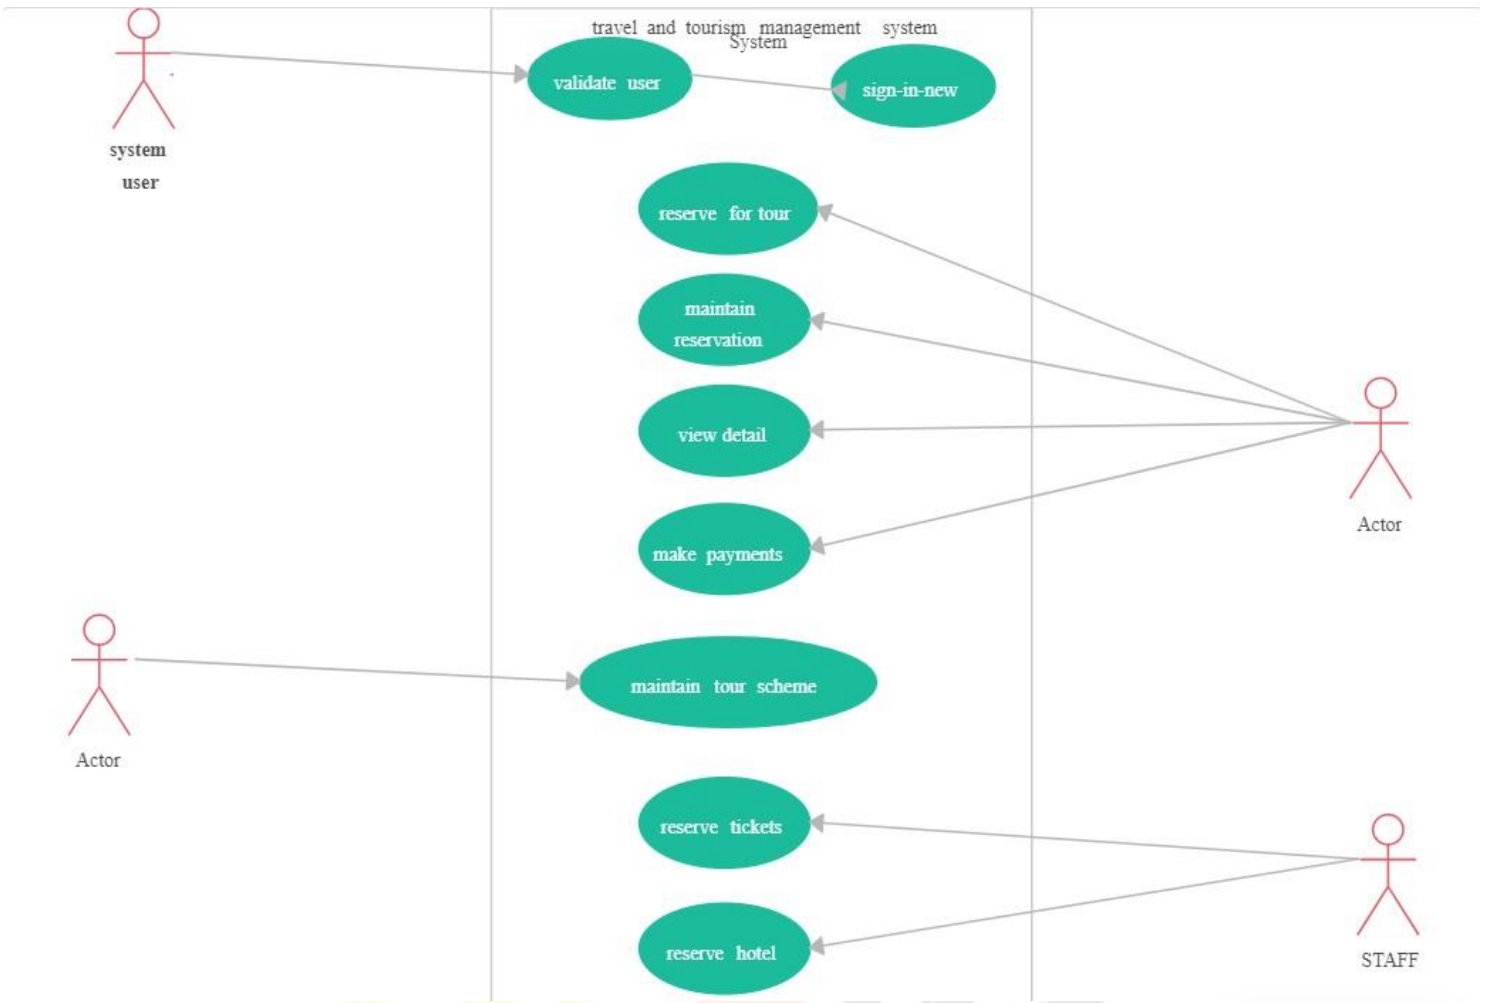 travel and tourism management system
System
validate user
sign-in-new
system
user
reserve for tour
maintain
reservation
view detail
make payments
Actor
maintain tour scheme
Actor
reserve tickets
reserve hotel
STAFF